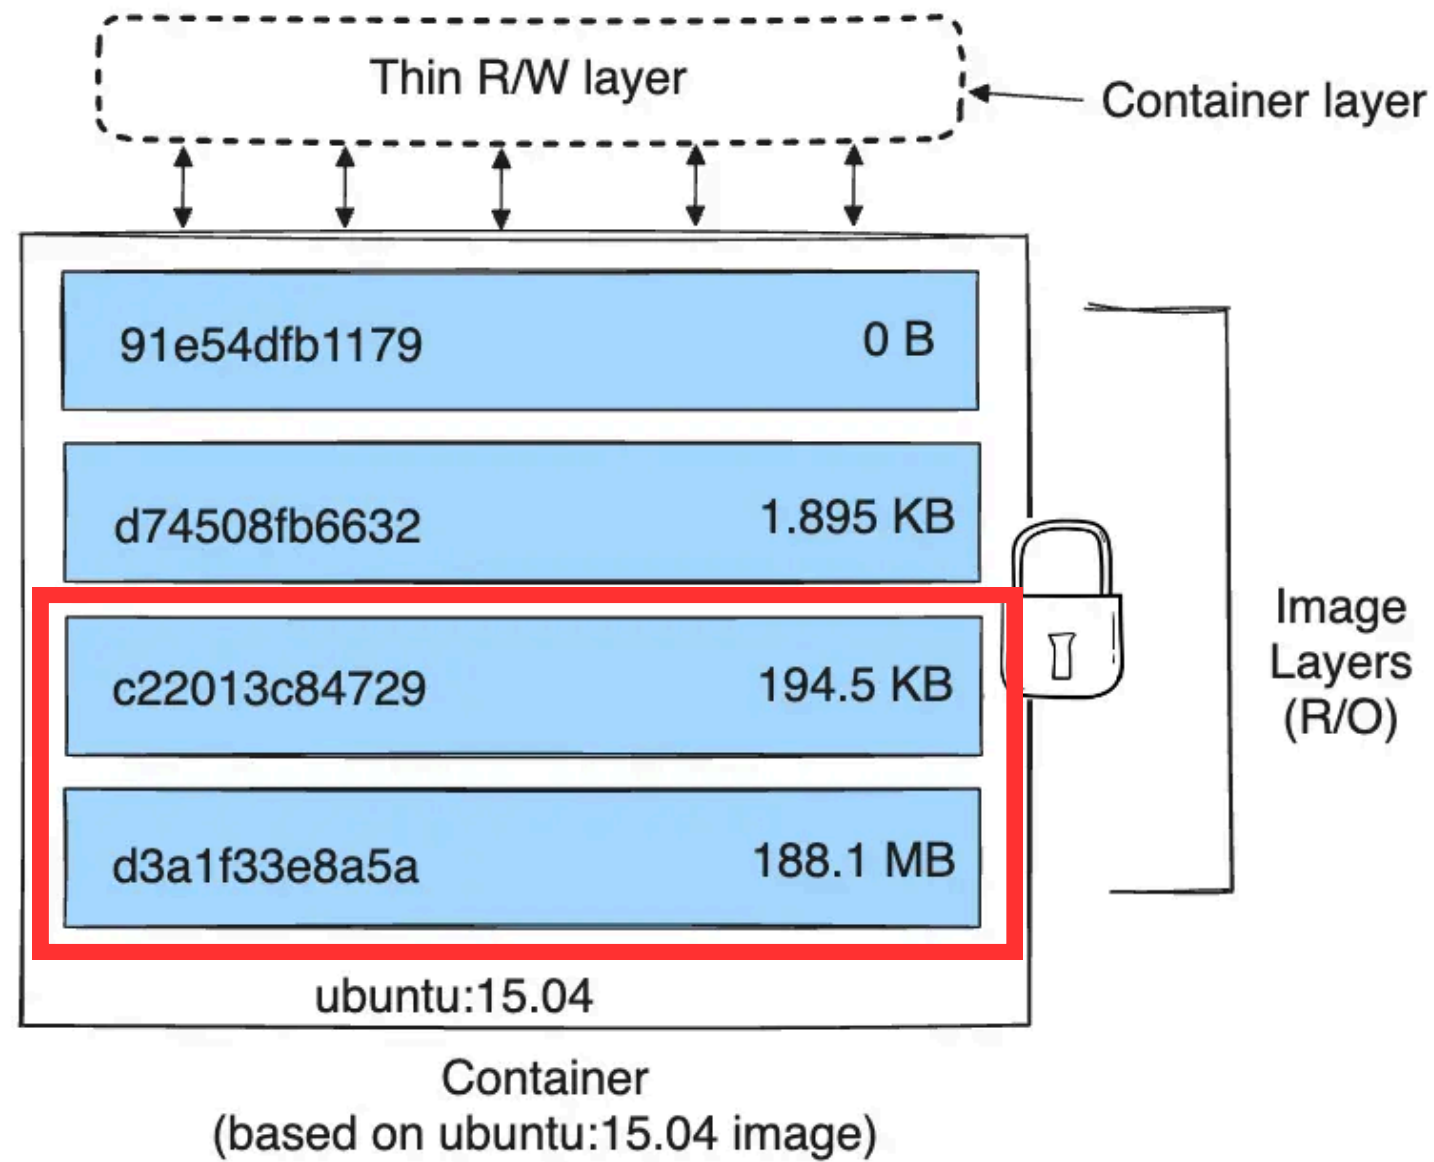 Thin R/W layer
Container layer
91e54dfb1179 0 B
d74508fb6632 1.895 KB
c22013c84729 194.5 KB
d3a1f33e8a5a 188.1 MB
Image
Layers
(R/O)
ubuntu:15.04
Container
(based on ubuntu:15.04 image)